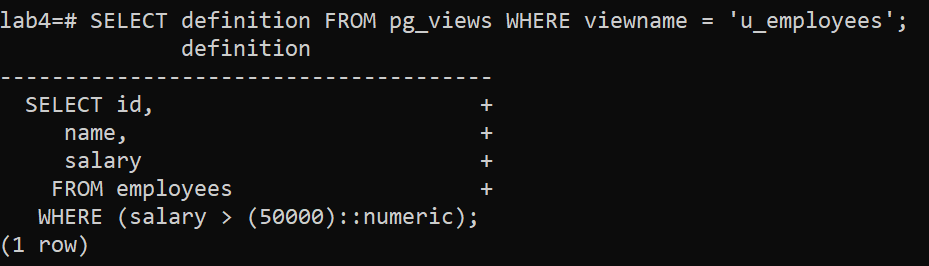 lab4=# SELECT definition FROM pg_views WHERE viewname = 'u_employees';
              definition
--------------------------------------
  SELECT id,                         +
     name,                           +
     salary                          +
    FROM employees                   +
   WHERE (salary > (50000)::numeric);
(1 row)